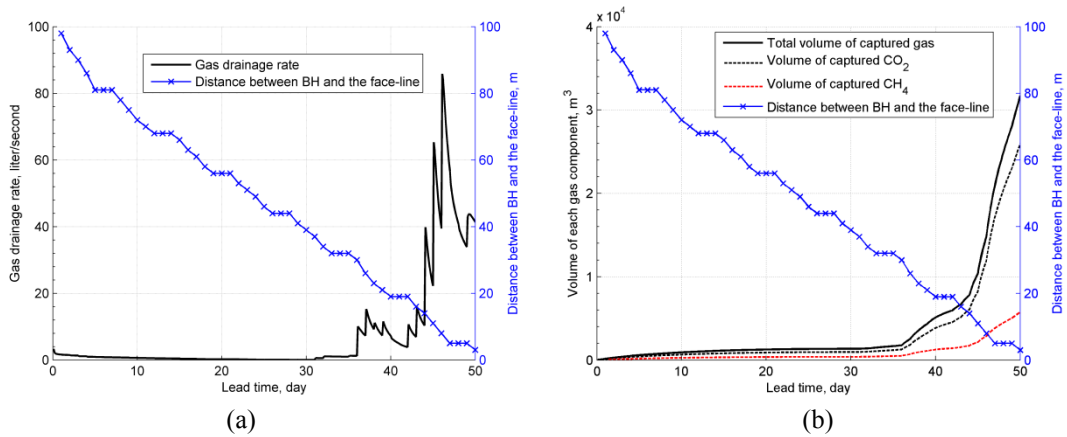 100
80
60
40
20
0
Gas drainage rate, liter/second
Gas drainage rate
Distance between BH and the face-line
100
80
60
40
20
0
Distance between BH and the face-line, m
0 10 20 30 40 50
Lead time, day
(a)
4 x 10⁴
3
2
1
0
Volume of each gas component, m³
Total volume of captured gas
Volume of captured CO₂
Volume of captured CH₄
Distance between BH and the face-line
100
80
60
40
20
0
Distance between BH and the face-line, m
0 10 20 30 40 50
Lead time, day
(b)